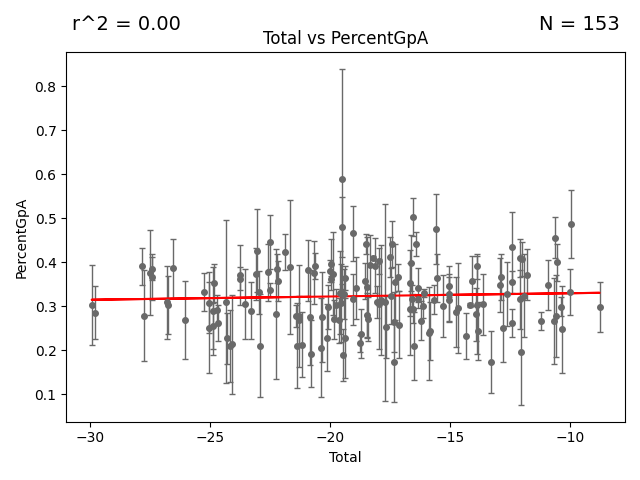 r^2 = 0.00
N = 153
Total vs PercentGpA
PercentGpA
0.8
0.7
0.6
0.5
0.4
0.3
0.2
0.1
−30
−25
−20
−15
−10
Total